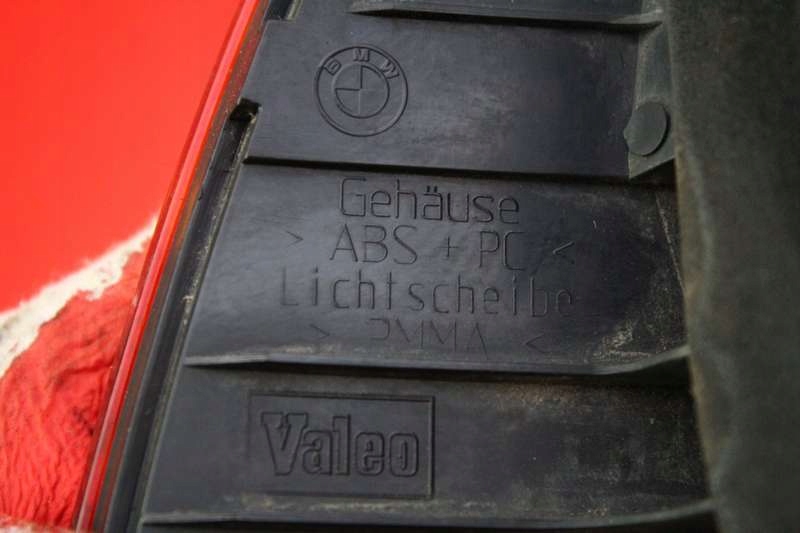 BMW
Gehäuse
> ABS + PC <
Lichtscheibe
> PMMA <
Valeo